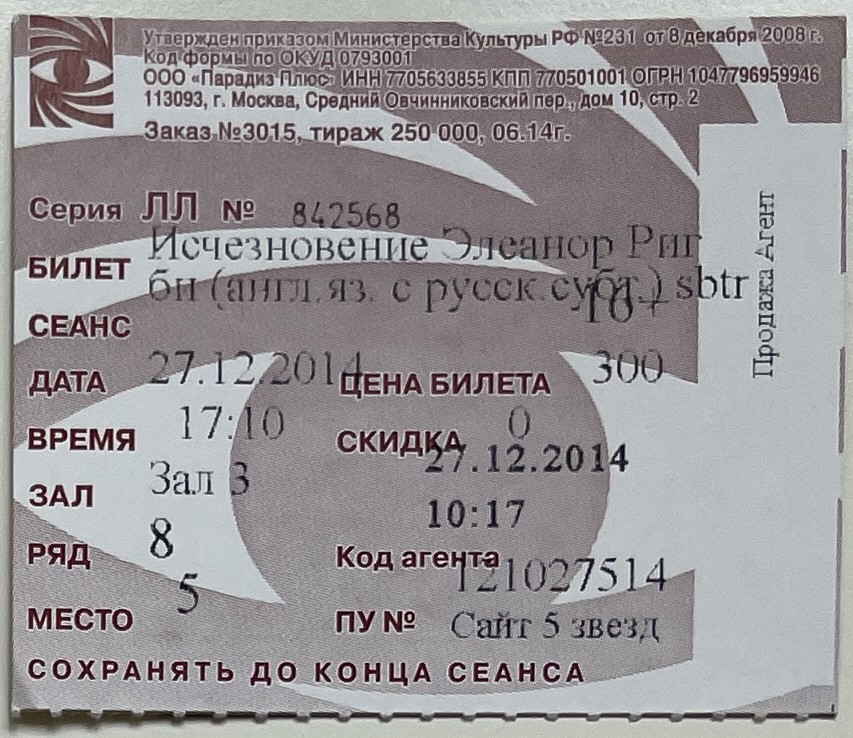 Утвержден приказом Министерства Культуры РФ №231 от 8 декабря 2008 г.
Код формы по ОКУД 0793001
ООО «Парадиз Плюс» ИНН 7705633855 КПП 770501001 ОГРН 1047796959946
113093, г. Москва, Средний Овчинниковский пер., дом 10, стр. 2
Заказ №3015, тираж 250 000, 06.14г.
Серия ЛЛ № 842568
БИЛЕТ Исчезновение Элеанор Риг
би (англ.яз. с русск.субт.) sbtr
СЕАНС
ДАТА 27.12.2014 ЦЕНА БИЛЕТА 300
ВРЕМЯ 17:10 СКИДКА 0
27.12.2014
ЗАЛ Зал 3
10:17
РЯД 8 Код агента 121027514
МЕСТО 5 ПУ № Сайт 5 звезд
СОХРАНЯТЬ ДО КОНЦА СЕАНСА
Продажа Агент